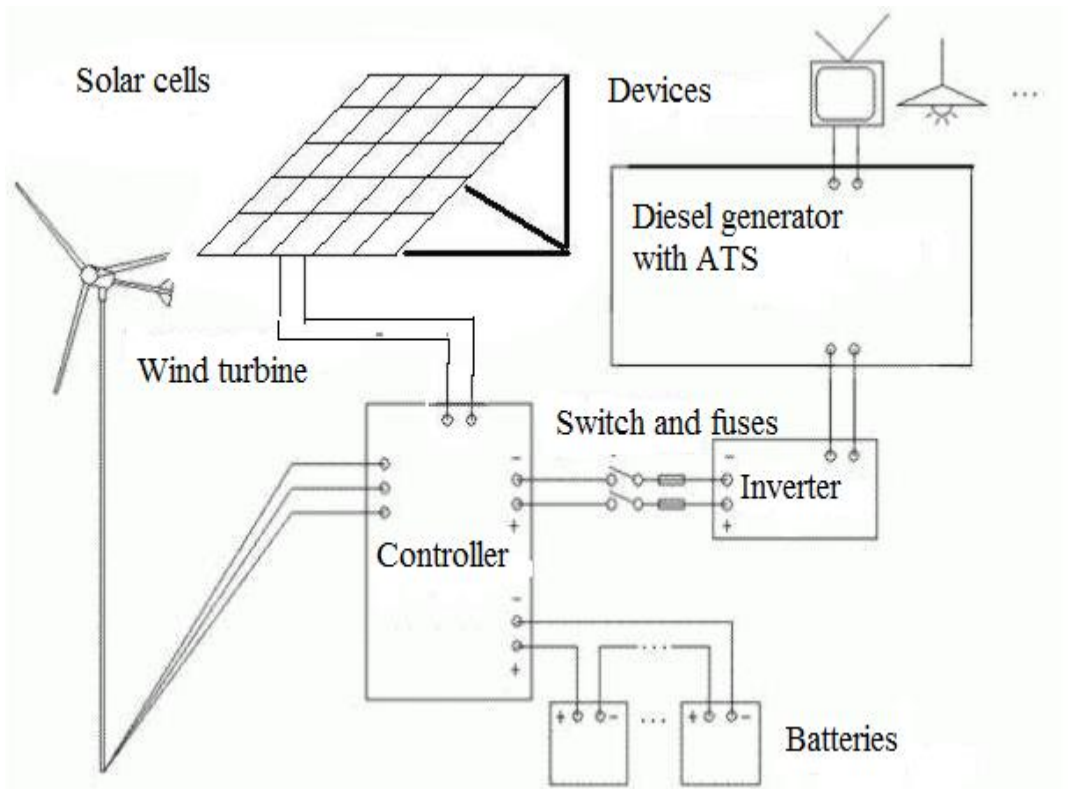 Solar cells
Devices
...
Diesel generator
with ATS
Wind turbine
Switch and fuses
-
-
Inverter
+
+
Controller
-
+
...
+ -
...
+ -
Batteries